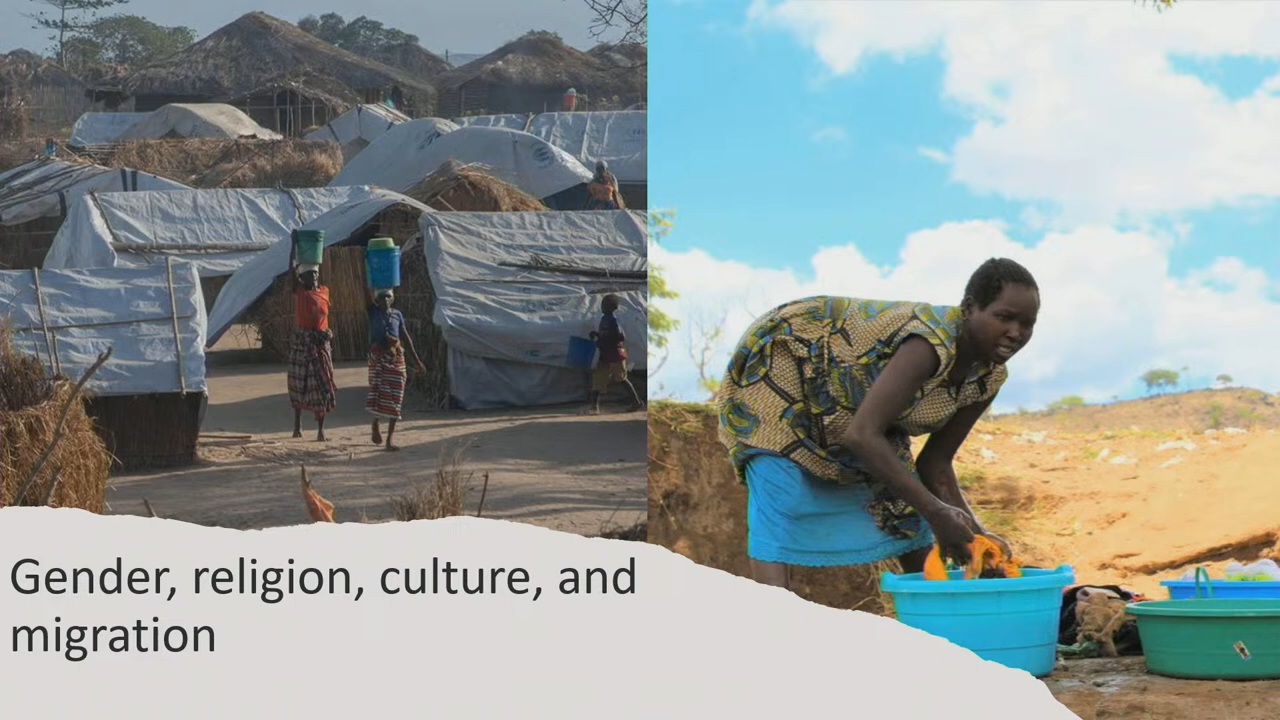 Gender, religion, culture, and
migration